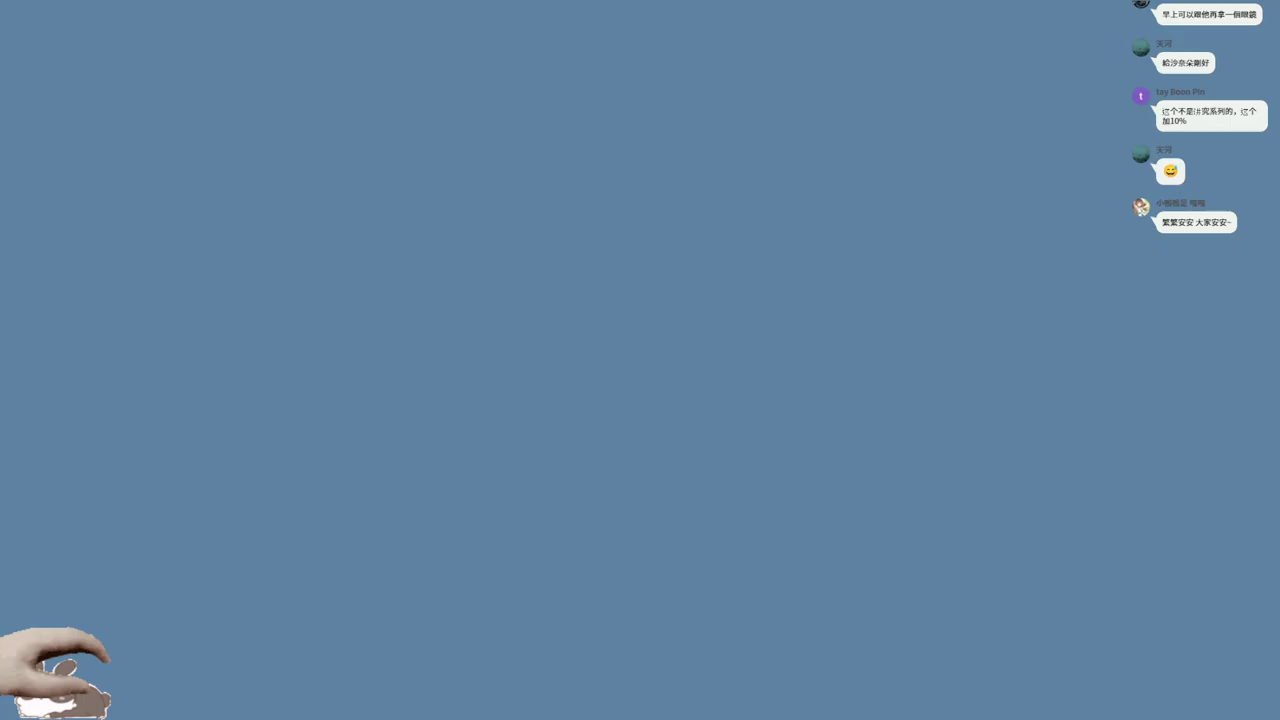 早上可以跟他再拿一個眼鏡
天河
給沙奈朵剛好
t
tay Boon Pin
这个不是讲究系列的，这个
加10%
天河
😅
繁繁安安 大家安安~